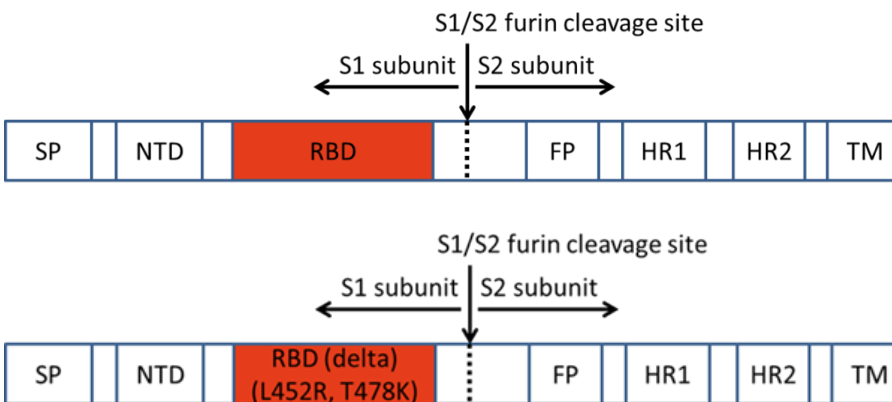 S1/S2 furin cleavage site
S1 subunit S2 subunit
SP NTD RBD FP HR1 HR2 TM
S1/S2 furin cleavage site
S1 subunit S2 subunit
SP NTD RBD (delta) FP HR1 HR2 TM
(L452R, T478K)